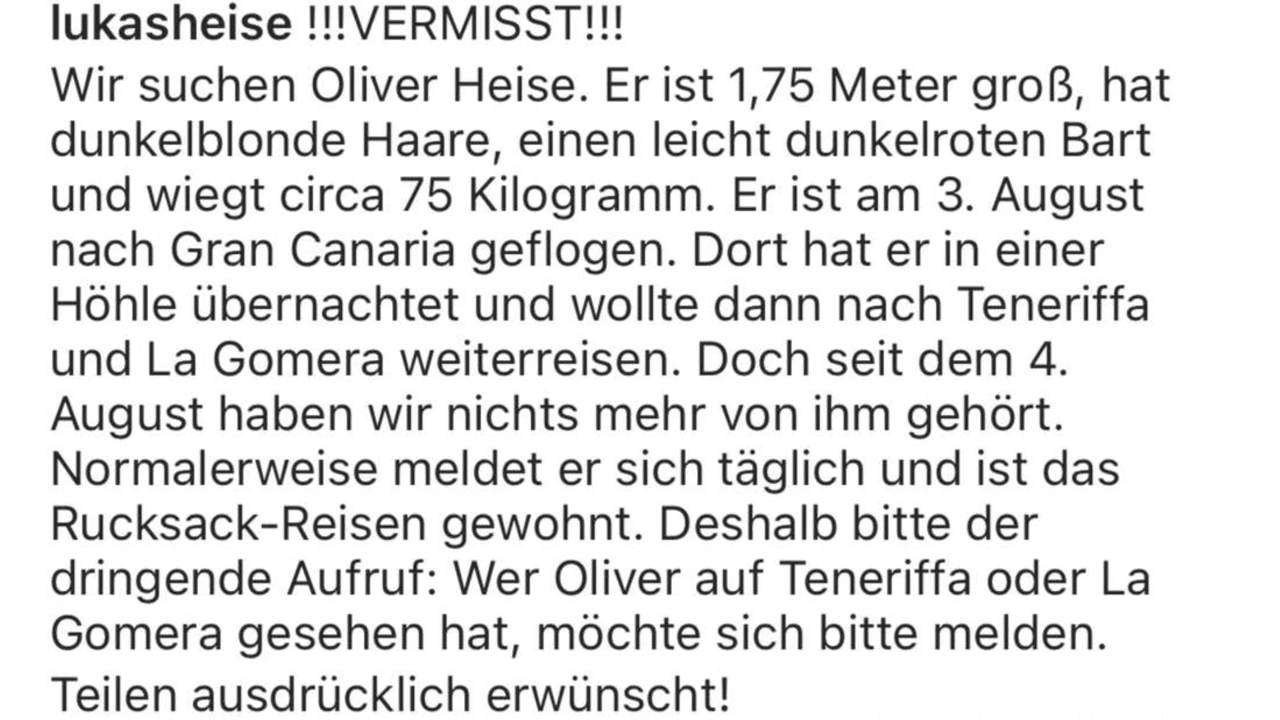 lukasheise !!!VERMISST!!!
Wir suchen Oliver Heise. Er ist 1,75 Meter groß, hat
dunkelblonde Haare, einen leicht dunkelroten Bart
und wiegt circa 75 Kilogramm. Er ist am 3. August
nach Gran Canaria geflogen. Dort hat er in einer
Höhle übernachtet und wollte dann nach Teneriffa
und La Gomera weiterreisen. Doch seit dem 4.
August haben wir nichts mehr von ihm gehört.
Normalerweise meldet er sich täglich und ist das
Rucksack-Reisen gewohnt. Deshalb bitte der
dringende Aufruf: Wer Oliver auf Teneriffa oder La
Gomera gesehen hat, möchte sich bitte melden.
Teilen ausdrücklich erwünscht!